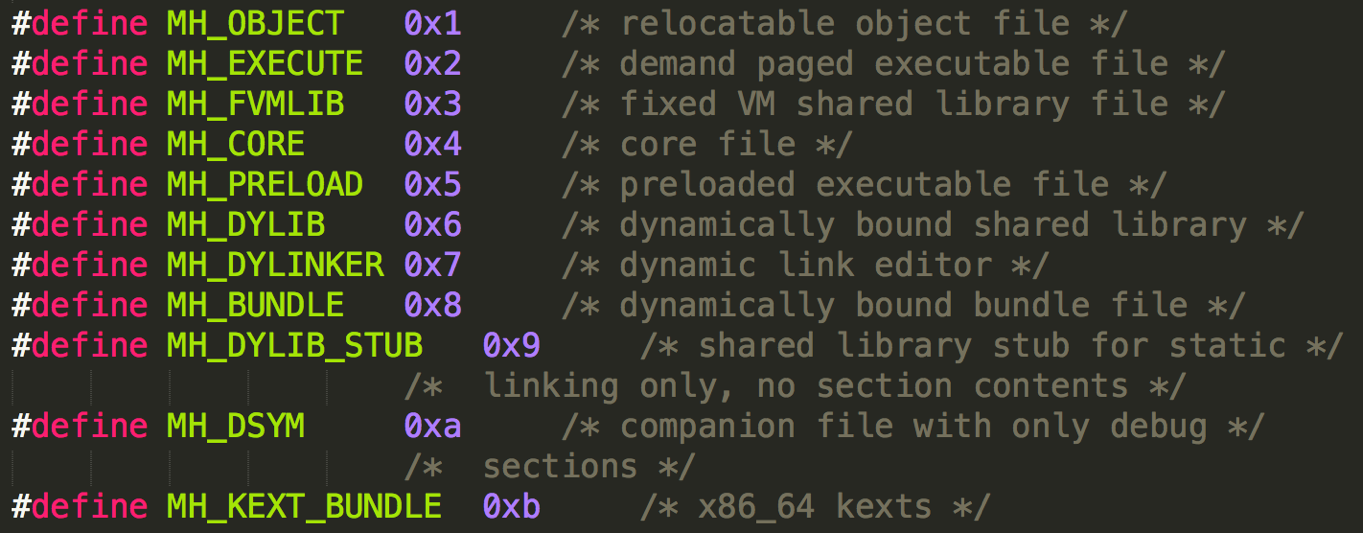 #define MH_OBJECT 0x1 /* relocatable object file */
#define MH_EXECUTE 0x2 /* demand paged executable file */
#define MH_FVMLIB 0x3 /* fixed VM shared library file */
#define MH_CORE 0x4 /* core file */
#define MH_PRELOAD 0x5 /* preloaded executable file */
#define MH_DYLIB 0x6 /* dynamically bound shared library */
#define MH_DYLINKER 0x7 /* dynamic link editor */
#define MH_BUNDLE 0x8 /* dynamically bound bundle file */
#define MH_DYLIB_STUB 0x9 /* shared library stub for static */
/* linking only, no section contents */
#define MH_DSYM 0xa /* companion file with only debug */
/* sections */
#define MH_KEXT_BUNDLE 0xb /* x86_64 kexts */